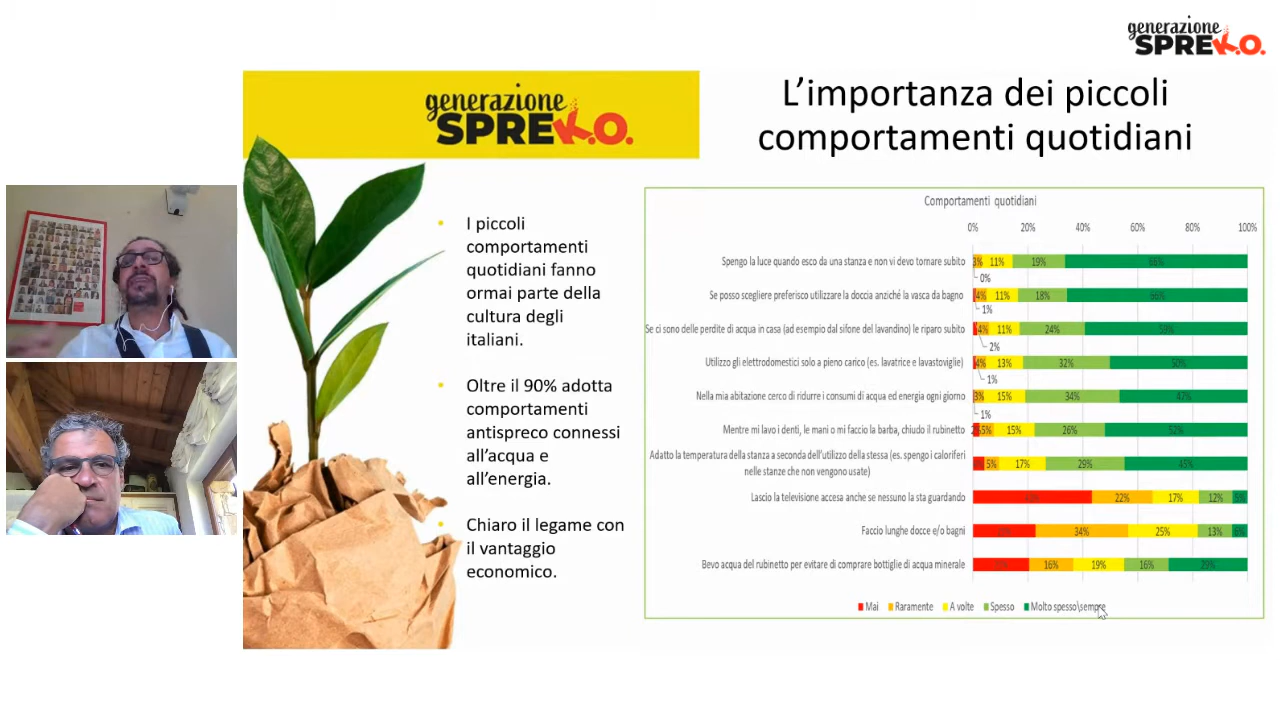 generazione
SPREK.O.
generazione
SPREK.O.
L'importanza dei piccoli
comportamenti quotidiani
• I piccoli
comportamenti
quotidiani fanno
ormai parte della
cultura degli
italiani.
• Oltre il 90% adotta
comportamenti
antispreco connessi
all'acqua e
all'energia.
• Chiaro il legame con
il vantaggio
economico.
Comportamenti quotidiani
0% 20% 40% 60% 80% 100%
Spengo la luce quando esco da una stanza e non vi devo tornare subito 3% 11% 19% 66%
0%
Se posso scegliere preferisco utilizzare la doccia anziché la vasca da bagno 4% 11% 18% 66%
1%
Se ci sono delle perdite di acqua in casa (ad esempio dal sifone del lavandino) le riparo subito 4% 11% 24% 59%
2%
Utilizzo gli elettrodomestici solo a pieno carico (es. lavatrice e lavastoviglie) 4% 13% 32% 50%
1%
Nella mia abitazione cerco di ridurre i consumi di acqua ed energia ogni giorno 3% 15% 34% 47%
1%
Mentre mi lavo i denti, le mani o mi faccio la barba, chiudo il rubinetto 2% 5% 15% 26% 52%
Adatto la temperatura della stanza a seconda dell'utilizzo della stessa (es. spengo i caloriferi
nelle stanze che non vengono usate) 5% 17% 29% 45%
Lascio la televisione accesa anche se nessuno la sta guardando 22% 17% 12% 5%
Faccio lunghe docce e/o bagni 34% 25% 13% 6%
Bevo acqua del rubinetto per evitare di comprare bottiglie di acqua minerale 16% 19% 16% 29%
Mai Raramente A volte Spesso Molto spesso\sempre